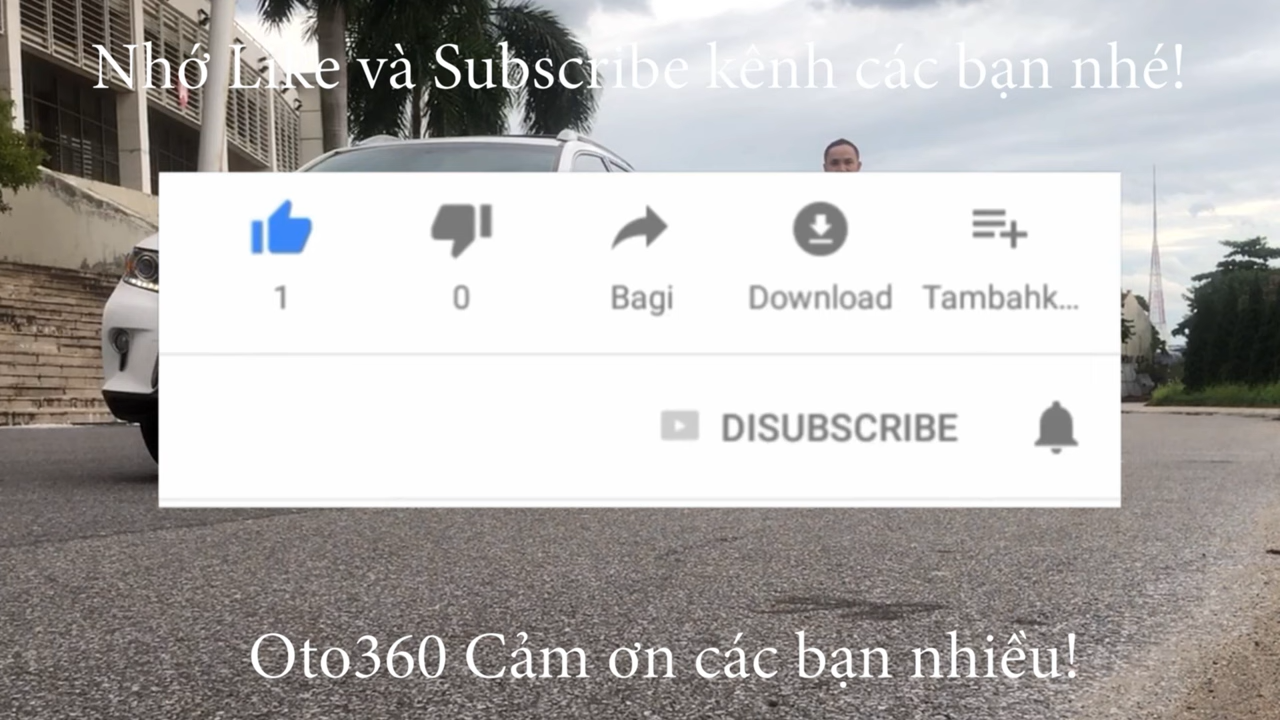 Nhớ Like và Subscribe kênh các bạn nhé!
1 0 Bagi Download Tambahk...
DISUBSCRIBE
Oto360 Cảm ơn các bạn nhiều!